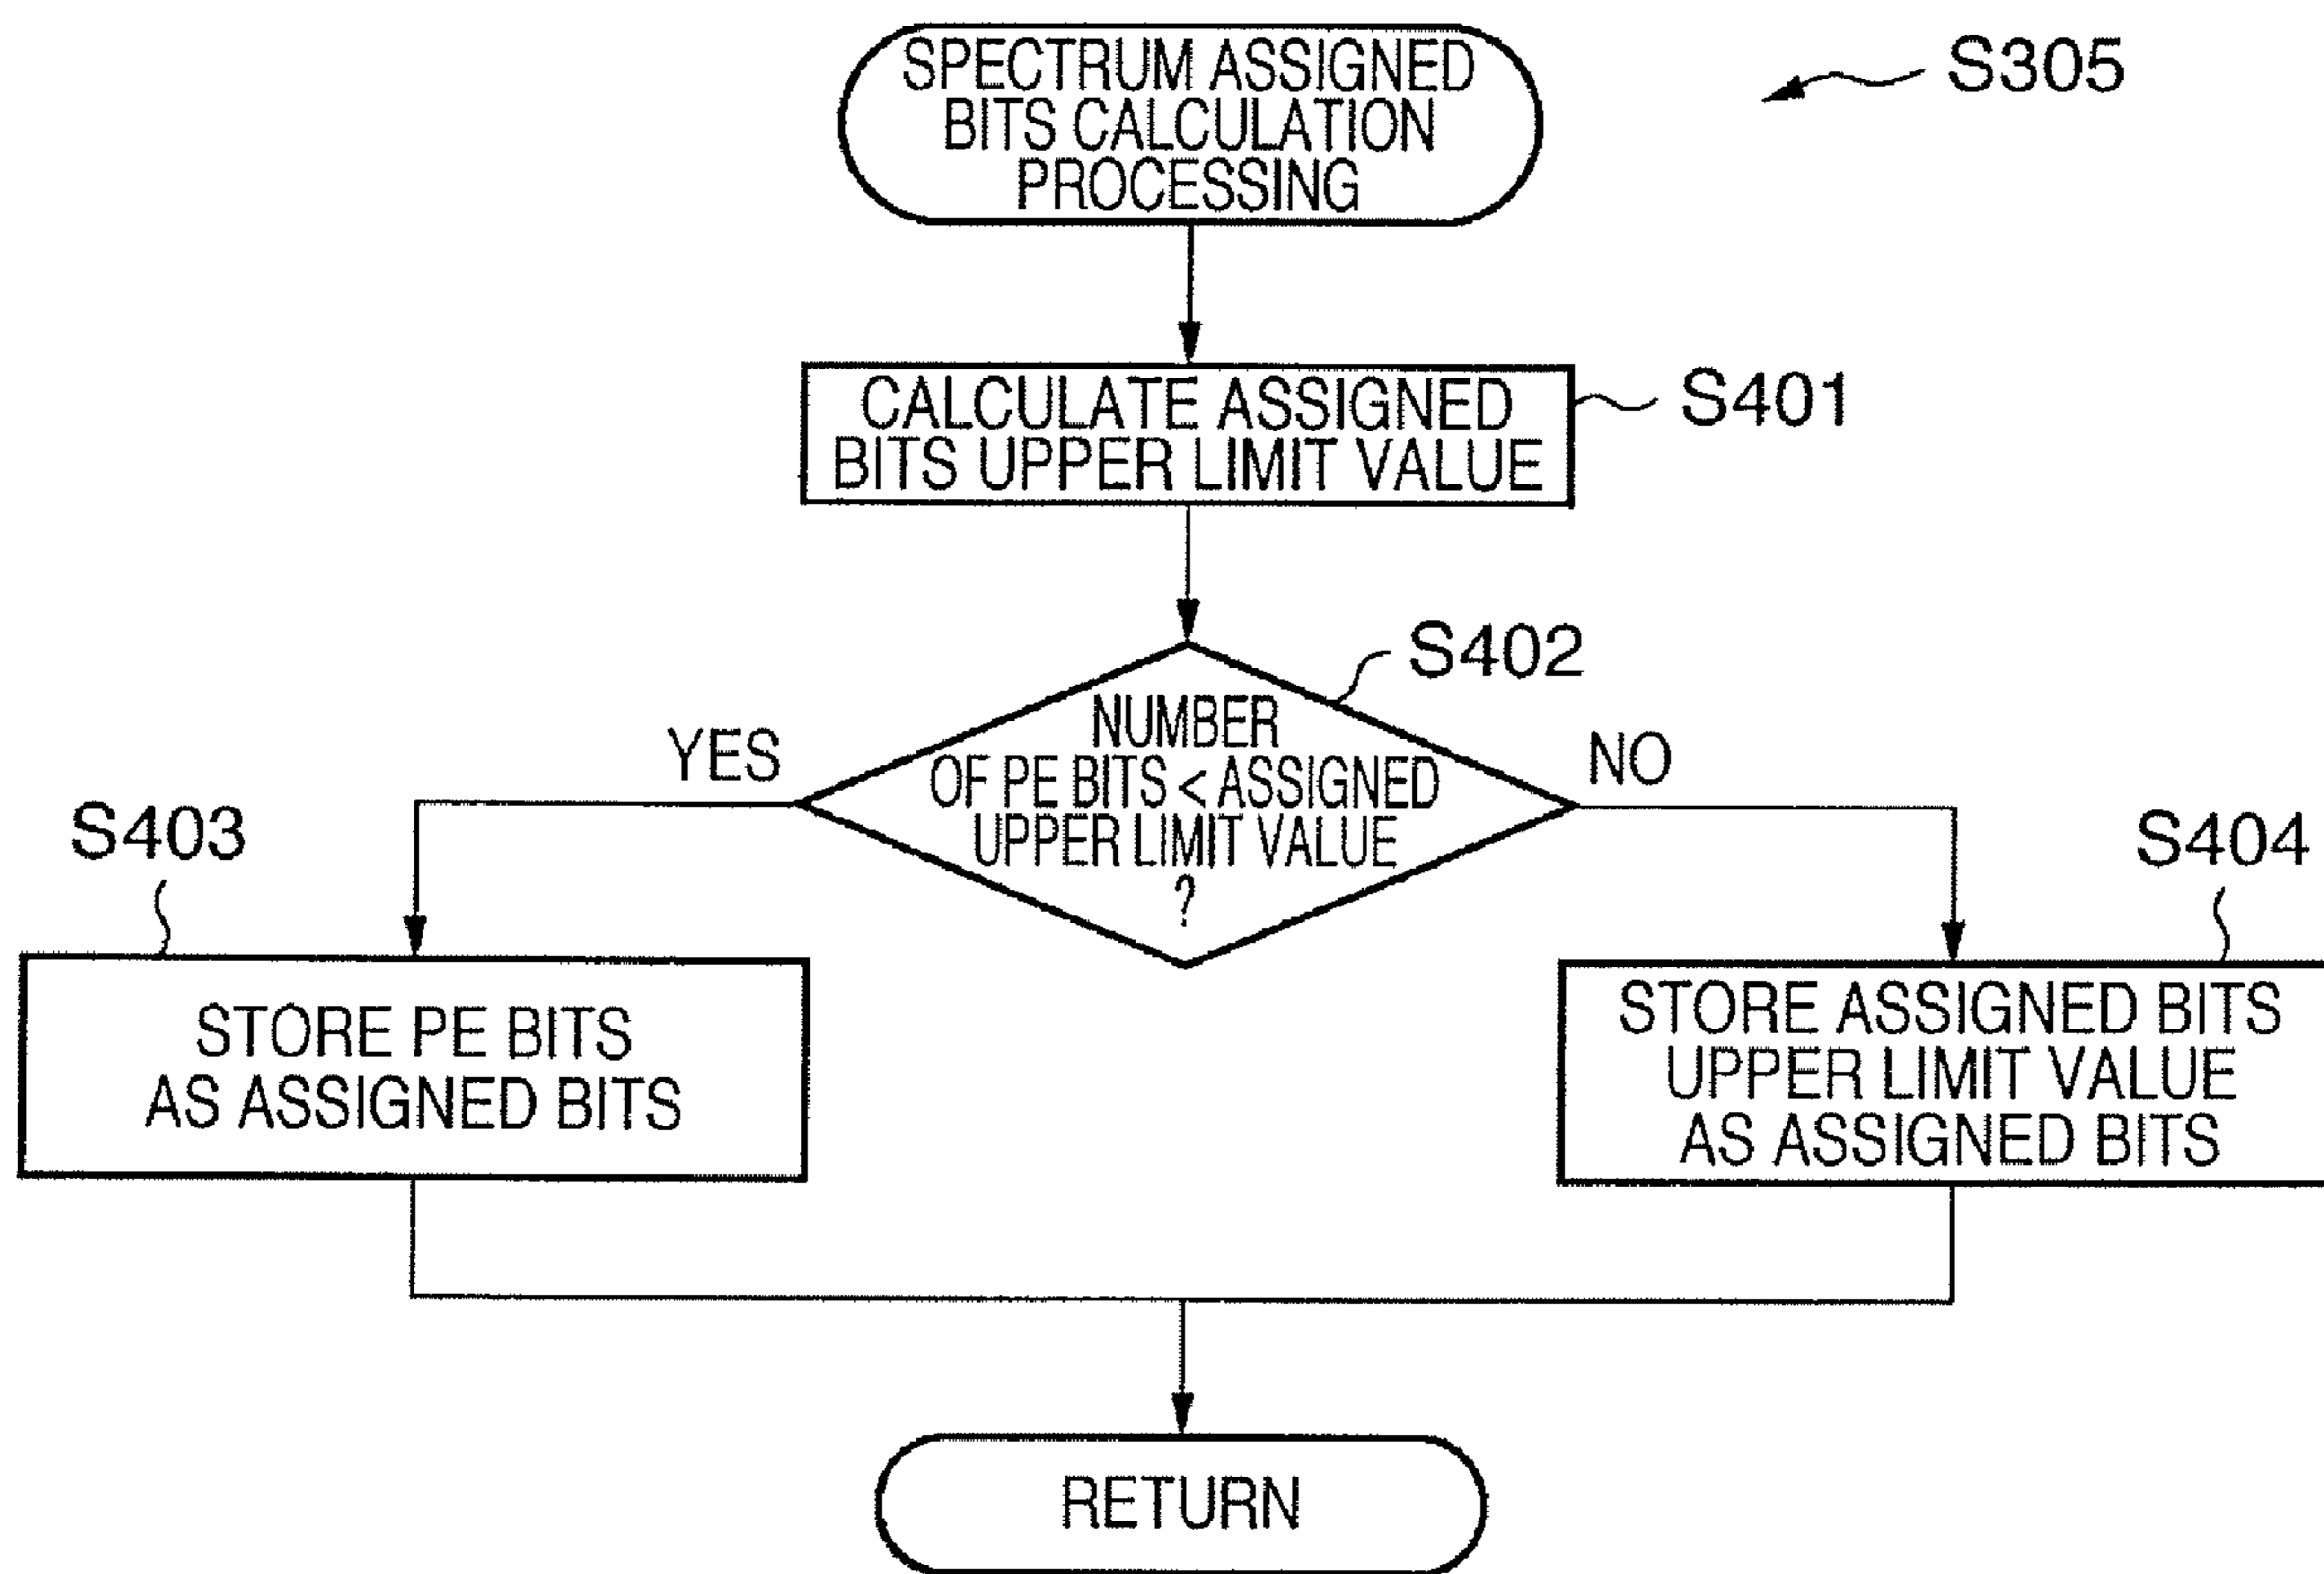 SPECTRUM ASSIGNED
BITS CALCULATION
PROCESSING
S305
CALCULATE ASSIGNED
BITS UPPER LIMIT VALUE
S401
S402
NUMBER
OF PE BITS < ASSIGNED
UPPER LIMIT VALUE
?
YES
NO
S403
STORE PE BITS
AS ASSIGNED BITS
S404
STORE ASSIGNED BITS
UPPER LIMIT VALUE
AS ASSIGNED BITS
RETURN